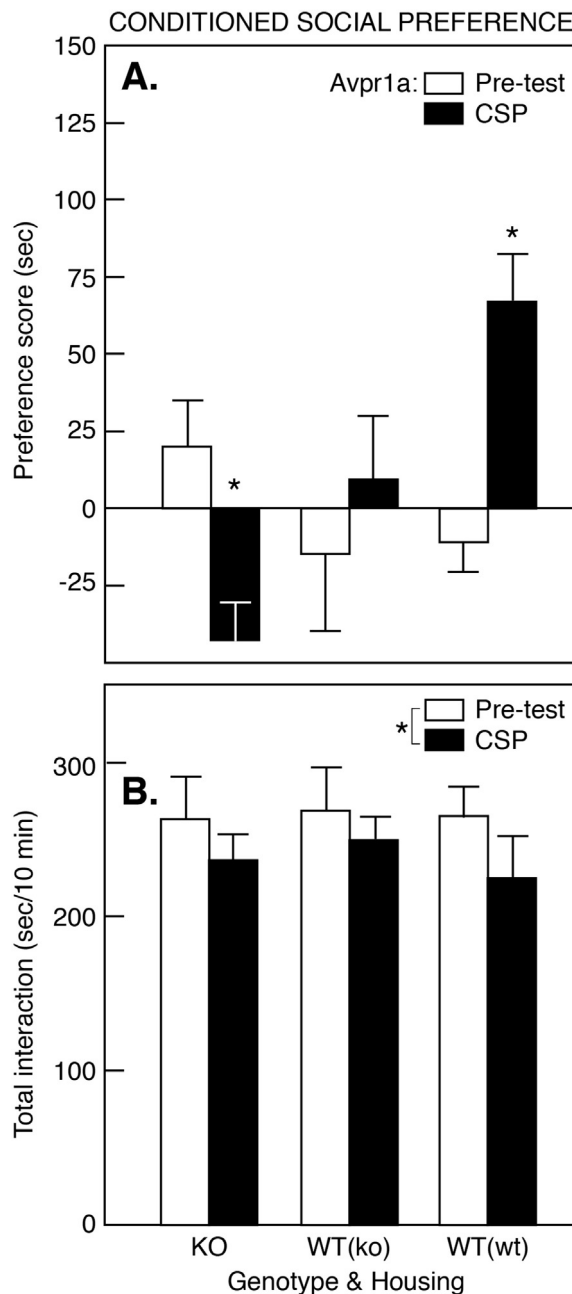 CONDITIONED SOCIAL PREFERENCE
A.
Avpr1a: Pre-test
CSP
150
125
100
75
50
25
0
-25
Preference score (sec)
*
*
B.
* Pre-test
CSP
300
200
100
0
Total interaction (sec/10 min)
KO WT(ko) WT(wt)
Genotype & Housing